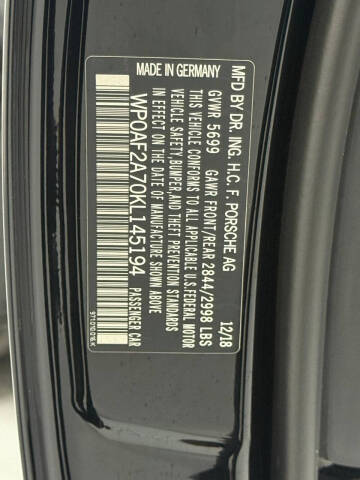 MFD BY DR. ING. H.C. F. PORSCHE AG 12/18
GVWR 5699 GAWR FRONT/REAR 2844/2998 LBS
THIS VEHICLE CONFORMS TO ALL APPLICABLE U.S.FEDERAL MOTOR
VEHICLE SAFETY,BUMPER,AND THEFT PREVENTION STANDARDS
IN EFFECT ON THE DATE OF MANUFACTURE SHOWN ABOVE
WP0AF2A70KL145194 PASSENGER CAR
MADE IN GERMANY